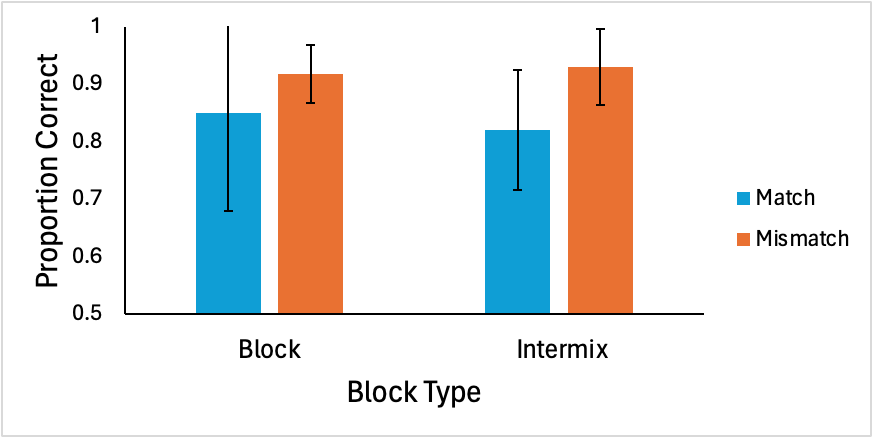 Proportion Correct
1
0.9
0.8
0.7
0.6
0.5
Block
Intermix
Block Type
Match
Mismatch